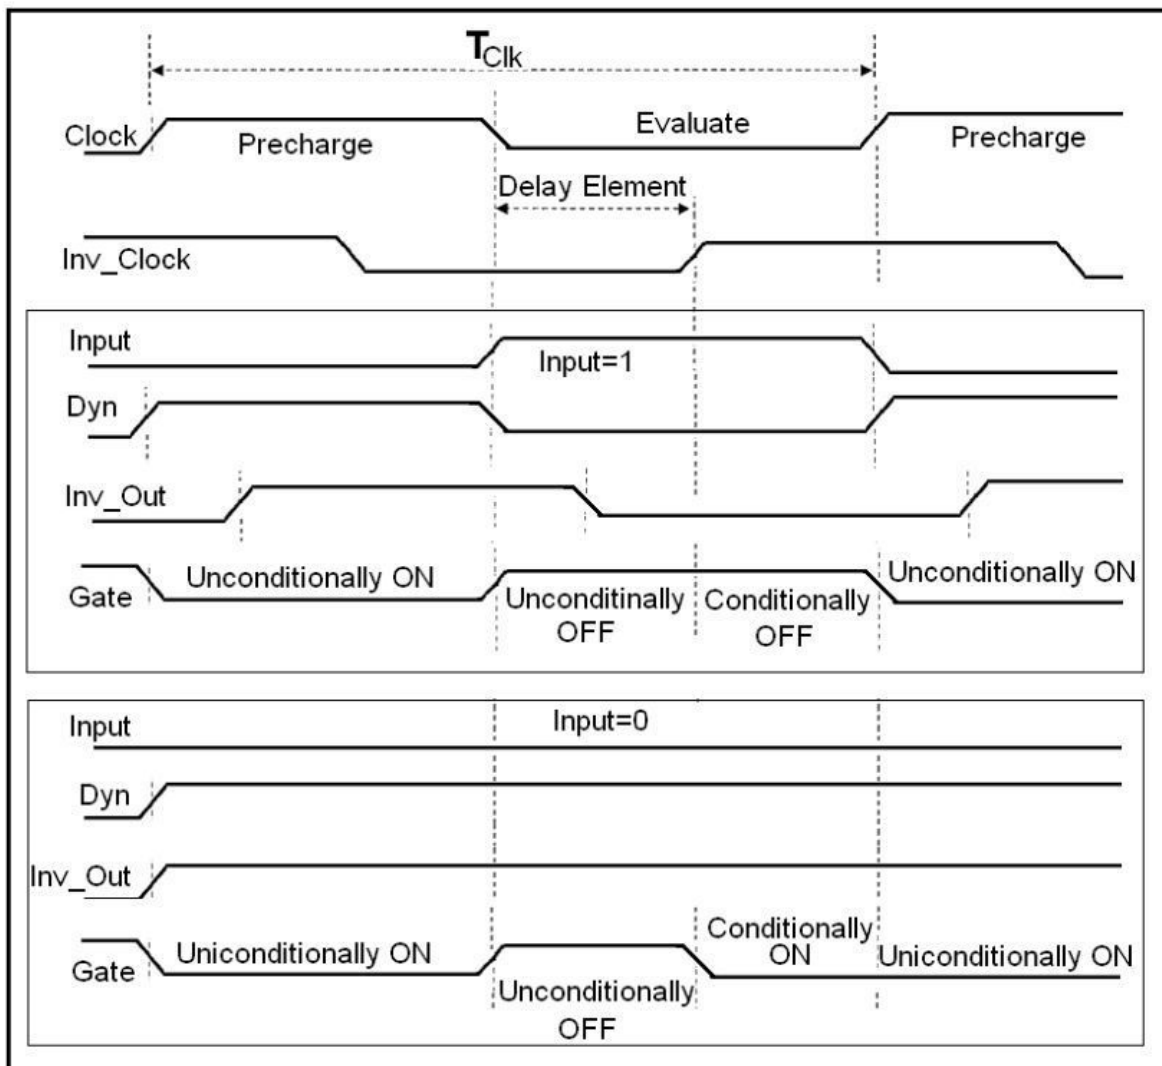 TClk
Clock
Precharge
Evaluate
Precharge
Delay Element
Inv_Clock
Input
Input=1
Dyn
Inv_Out
Gate
Unconditionally ON
Unconditinally
OFF
Conditionally
OFF
Unconditionally ON
Input
Input=0
Dyn
Inv_Out
Gate
Uniconditionally ON
Unconditionally
OFF
Conditionally
ON
Uniconditionally ON